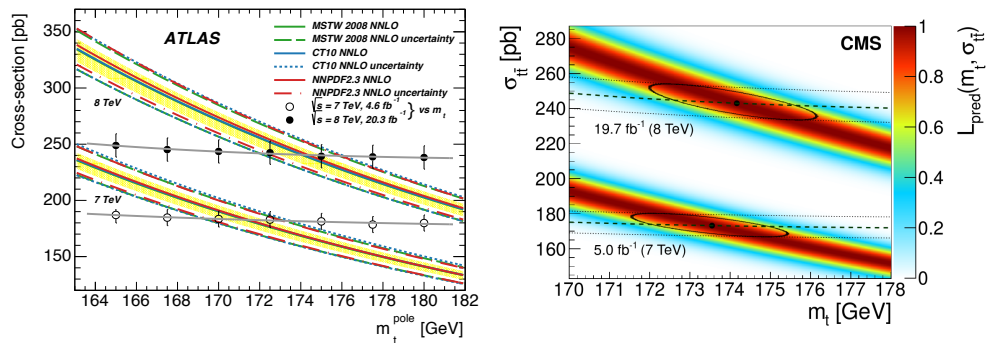 Cross-section [pb]
350
300
250
200
150
ATLAS
MSTW 2008 NNLO
MSTW 2008 NNLO uncertainty
CT10 NNLO
CT10 NNLO uncertainty
NNPDF2.3 NNLO
NNPDF2.3 NNLO uncertainty
√s = 7 TeV, 4.6 fb⁻¹
√s = 8 TeV, 20.3 fb⁻¹ } vs m_t
8 TeV
7 TeV
164 166 168 170 172 174 176 178 180 182
m_t^pole [GeV]
σ_tt̄ [pb]
280
260
240
220
200
180
160
CMS
19.7 fb⁻¹ (8 TeV)
5.0 fb⁻¹ (7 TeV)
170 171 172 173 174 175 176 177 178
m_t [GeV]
1
0.8
0.6
0.4
0.2
0
L_pred(m_t, σ_tt̄)